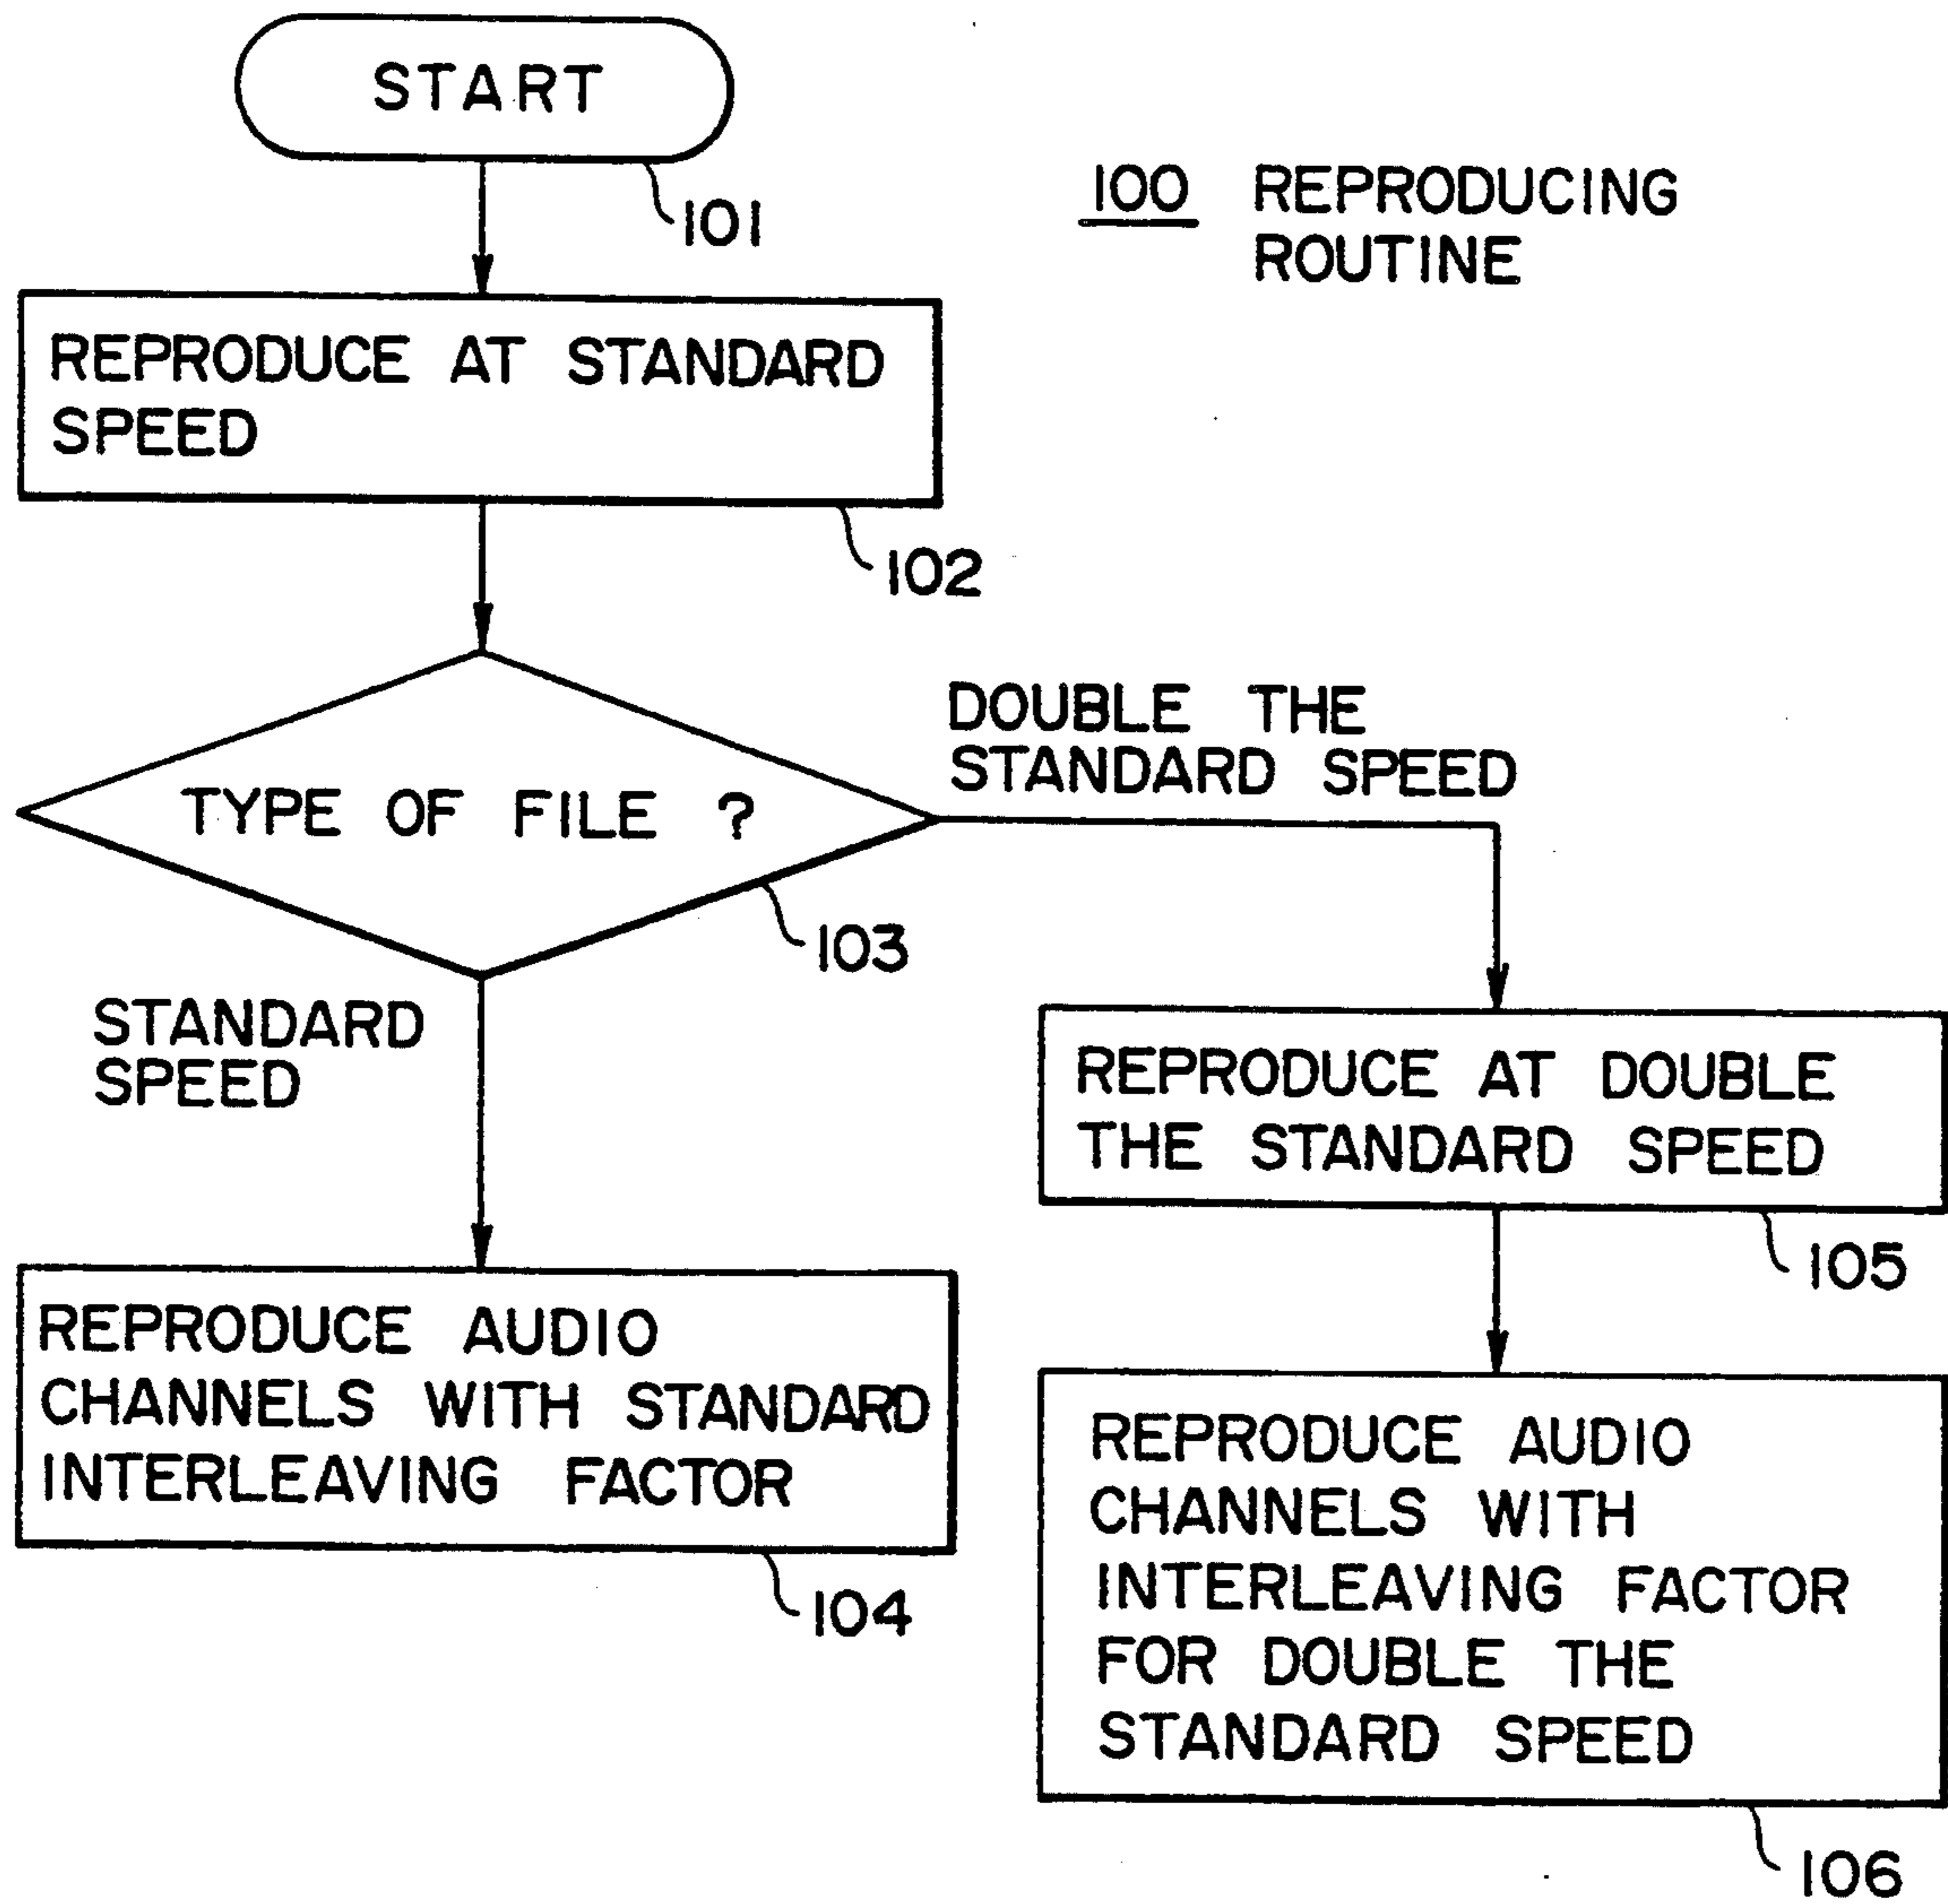 START
101
100 REPRODUCING
ROUTINE
REPRODUCE AT STANDARD
SPEED
102
TYPE OF FILE ?
103
DOUBLE THE
STANDARD SPEED
STANDARD
SPEED
REPRODUCE AUDIO
CHANNELS WITH STANDARD
INTERLEAVING FACTOR
104
REPRODUCE AT DOUBLE
THE STANDARD SPEED
105
REPRODUCE AUDIO
CHANNELS WITH
INTERLEAVING FACTOR
FOR DOUBLE THE
STANDARD SPEED
106